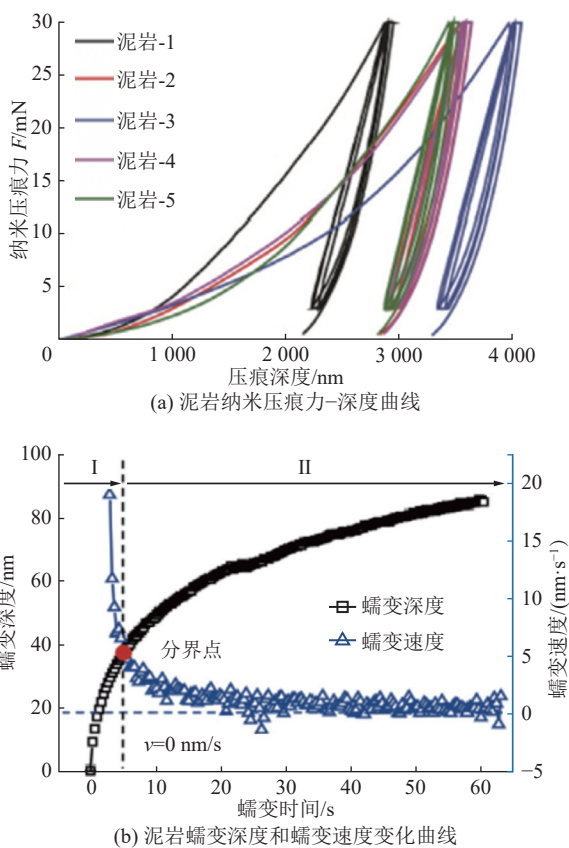 30
25
20
15
10
5
纳米压痕力 F/mN
泥岩-1
泥岩-2
泥岩-3
泥岩-4
泥岩-5
0
1 000
2 000
3 000
4 000
压痕深度/nm
(a) 泥岩纳米压痕力-深度曲线
100
80
60
40
20
0
蠕变深度/nm
I
II
分界点
v=0 nm/s
蠕变深度
蠕变速度
20
15
10
5
0
-5
蠕变速度/(nm·s⁻¹)
0
10
20
30
40
50
60
蠕变时间/s
(b) 泥岩蠕变深度和蠕变速度变化曲线